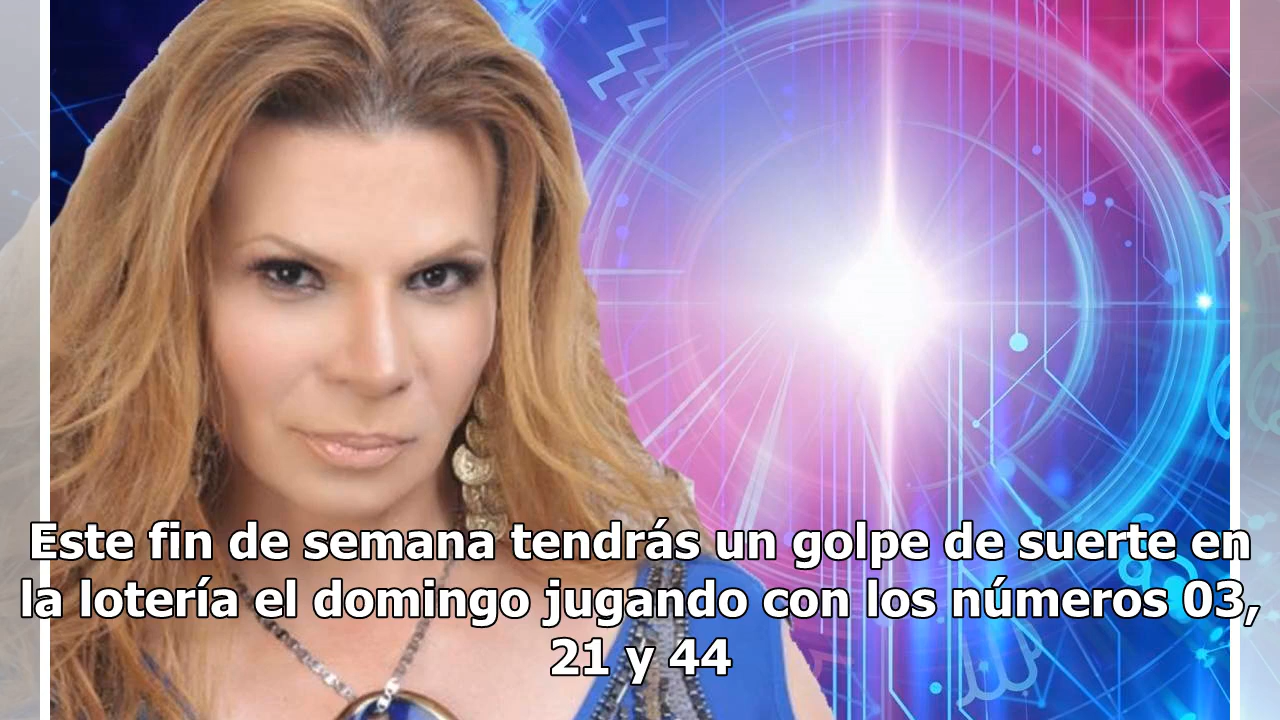 Este fin de semana tendrás un golpe de suerte en
la lotería el domingo jugando con los números 03,
21 y 44